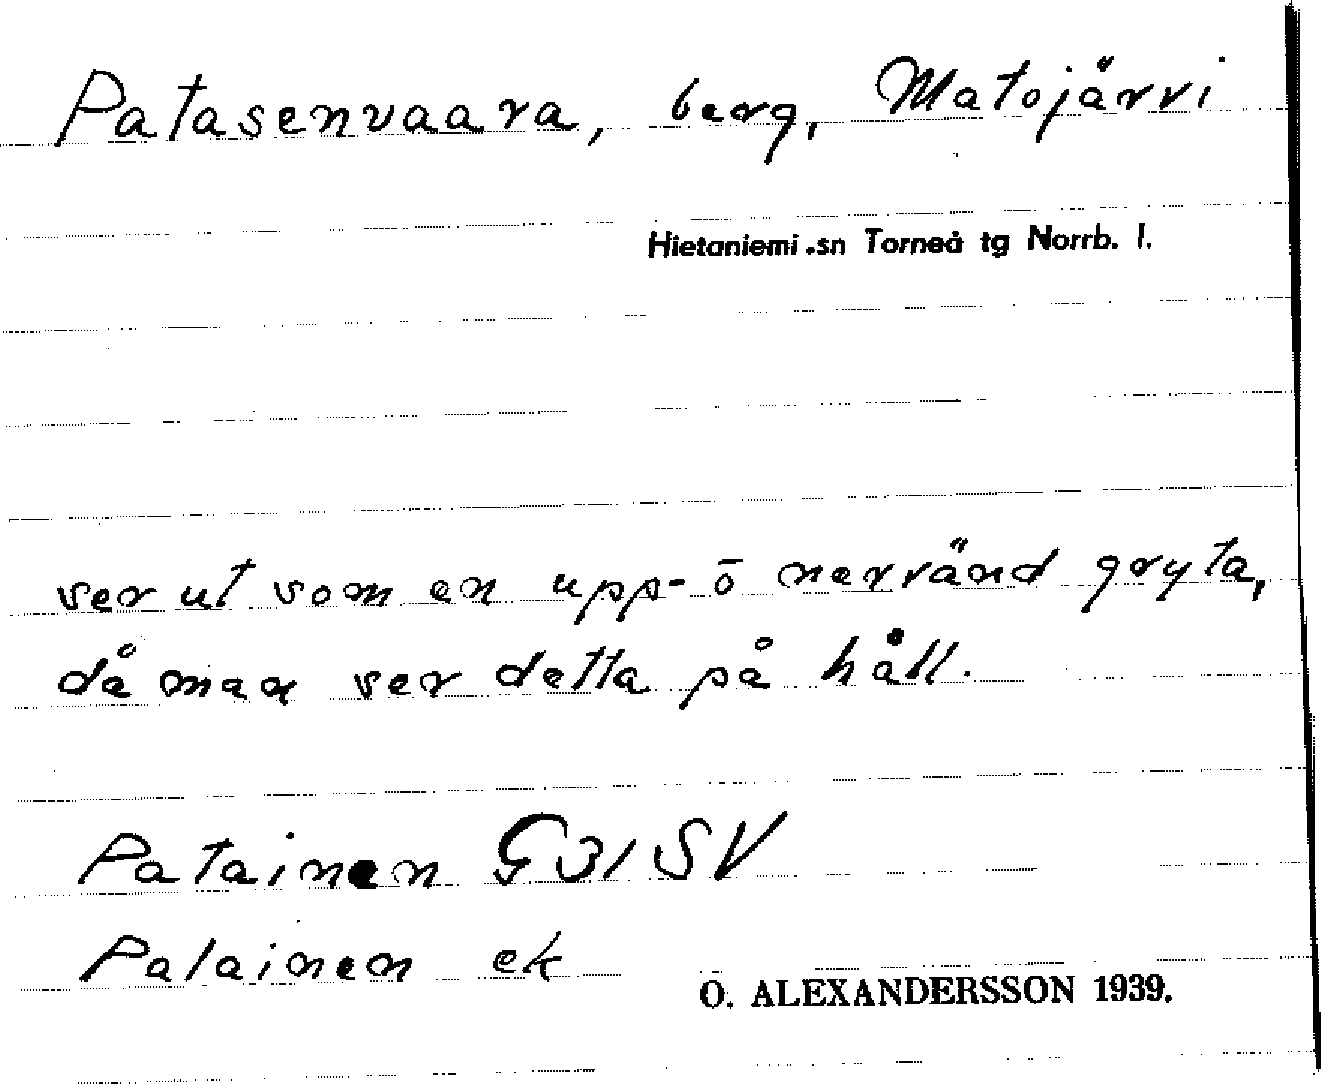 Patasenvaara, berg, Matojärvi
Hietaniemi .sn Torneå tg Norrb. l.
ser ut som en upp- o nervänd gryta,
då man ser detta på håll.
Patainen G31SV
Palainen ek
O. ALEXANDERSSON 1939.